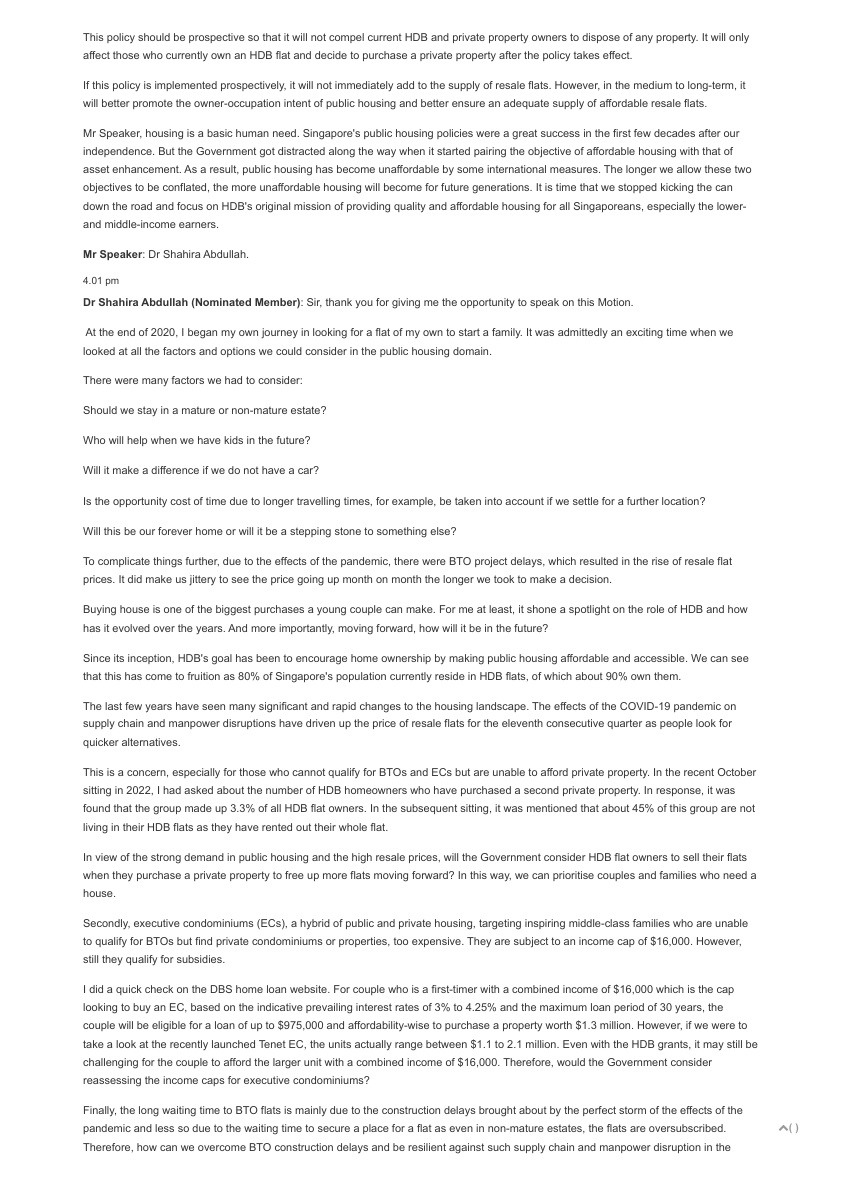 This policy should be prospective so that it will not compel current HDB and private property owners to dispose of any property. It will only
affect those who currently own an HDB flat and decide to purchase a private property after the policy takes effect.
If this policy is implemented prospectively, it will not immediately add to the supply of resale flats. However, in the medium to long-term, it
will better promote the owner-occupation intent of public housing and better ensure an adequate supply of affordable resale flats.
Mr Speaker, housing is a basic human need. Singapore's public housing policies were a great success in the first few decades after our
independence. But the Government got distracted along the way when it started pairing the objective of affordable housing with that of
asset enhancement. As a result, public housing has become unaffordable by some international measures. The longer we allow these two
objectives to be conflated, the more unaffordable housing will become for future generations. It is time that we stopped kicking the can
down the road and focus on HDB's original mission of providing quality and affordable housing for all Singaporeans, especially the lower-
and middle-income earners.
Mr Speaker: Dr Shahira Abdullah.
4.01 pm
Dr Shahira Abdullah (Nominated Member): Sir, thank you for giving me the opportunity to speak on this Motion.
At the end of 2020, I began my own journey in looking for a flat of my own to start a family. It was admittedly an exciting time when we
looked at all the factors and options we could consider in the public housing domain.
There were many factors we had to consider:
Should we stay in a mature or non-mature estate?
Who will help when we have kids in the future?
Will it make a difference if we do not have a car?
Is the opportunity cost of time due to longer travelling times, for example, be taken into account if we settle for a further location?
Will this be our forever home or will it be a stepping stone to something else?
To complicate things further, due to the effects of the pandemic, there were BTO project delays, which resulted in the rise of resale flat
prices. It did make us jittery to see the price going up month on month the longer we took to make a decision.
Buying house is one of the biggest purchases a young couple can make. For me at least, it shone a spotlight on the role of HDB and how
has it evolved over the years. And more importantly, moving forward, how will it be in the future?
Since its inception, HDB's goal has been to encourage home ownership by making public housing affordable and accessible. We can see
that this has come to fruition as 80% of Singapore's population currently reside in HDB flats, of which about 90% own them.
The last few years have seen many significant and rapid changes to the housing landscape. The effects of the COVID-19 pandemic on
supply chain and manpower disruptions have driven up the price of resale flats for the eleventh consecutive quarter as people look for
quicker alternatives.
This is a concern, especially for those who cannot qualify for BTOs and ECs but are unable to afford private property. In the recent October
sitting in 2022, I had asked about the number of HDB homeowners who have purchased a second private property. In response, it was
found that the group made up 3.3% of all HDB flat owners. In the subsequent sitting, it was mentioned that about 45% of this group are not
living in their HDB flats as they have rented out their whole flat.
In view of the strong demand in public housing and the high resale prices, will the Government consider HDB flat owners to sell their flats
when they purchase a private property to free up more flats moving forward? In this way, we can prioritise couples and families who need a
house.
Secondly, executive condominiums (ECs), a hybrid of public and private housing, targeting inspiring middle-class families who are unable
to qualify for BTOs but find private condominiums or properties, too expensive. They are subject to an income cap of $16,000. However,
still they qualify for subsidies.
I did a quick check on the DBS home loan website. For couple who is a first-timer with a combined income of $16,000 which is the cap
looking to buy an EC, based on the indicative prevailing interest rates of 3% to 4.25% and the maximum loan period of 30 years, the
couple will be eligible for a loan of up to $975,000 and affordability-wise to purchase a property worth $1.3 million. However, if we were to
take a look at the recently launched Tenet EC, the units actually range between $1.1 to 2.1 million. Even with the HDB grants, it may still be
challenging for the couple to afford the larger unit with a combined income of $16,000. Therefore, would the Government consider
reassessing the income caps for executive condominiums?
Finally, the long waiting time to BTO flats is mainly due to the construction delays brought about by the perfect storm of the effects of the
pandemic and less so due to the waiting time to secure a place for a flat as even in non-mature estates, the flats are oversubscribed.
Therefore, how can we overcome BTO construction delays and be resilient against such supply chain and manpower disruption in the
( )